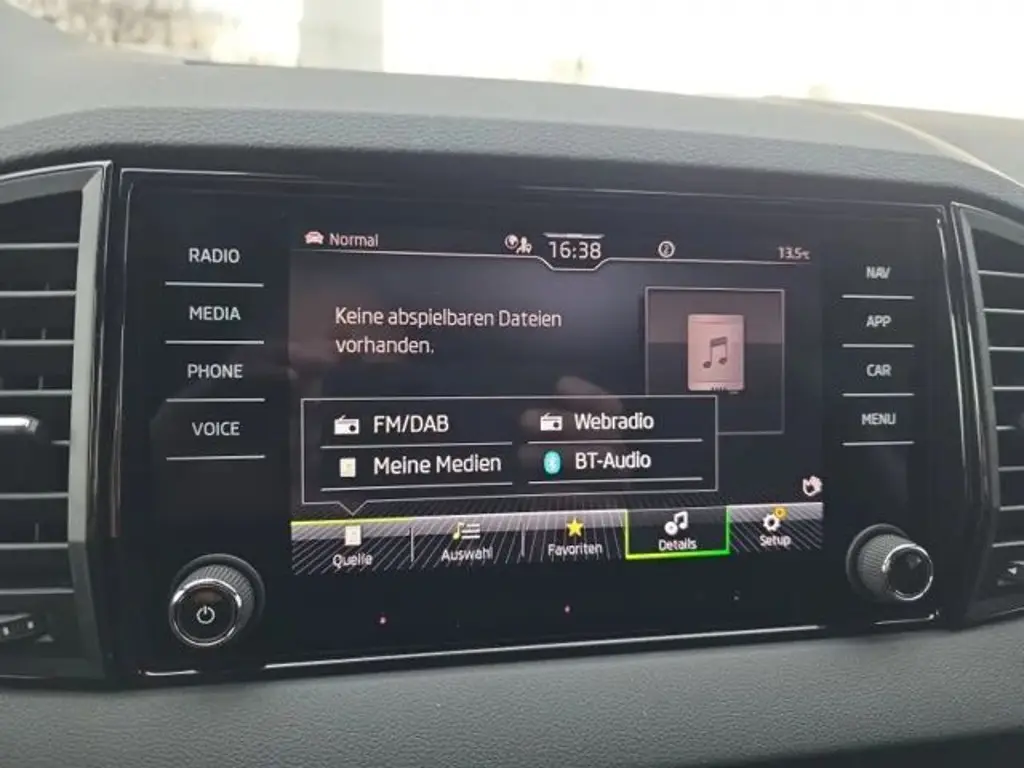 RADIO
MEDIA
PHONE
VOICE
Normal
16:38
13.5°C
Keine abspielbaren Dateien
vorhanden.
FM/DAB
Webradio
Meine Medien
BT-Audio
Quelle
Auswahl
Favoriten
Details
Setup
NAV
APP
CAR
MENU